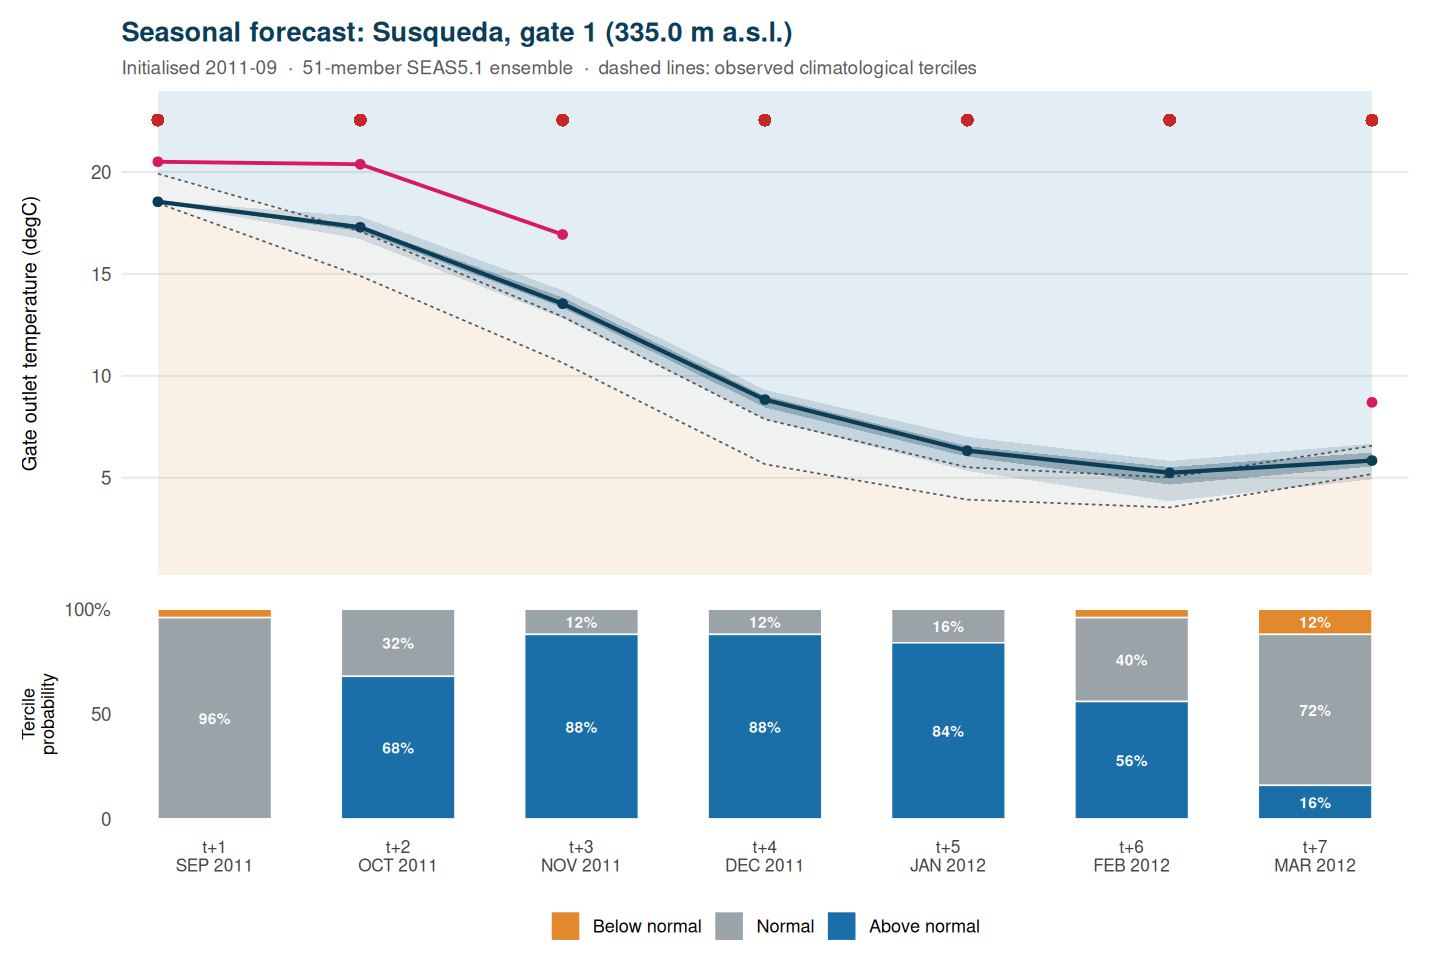 Seasonal forecast: Susqueda, gate 1 (335.0 m a.s.l.)
Initialised 2011-09 · 51-member SEAS5.1 ensemble · dashed lines: observed climatological terciles
Gate outlet temperature (degC)
20
15
10
5
Tercile
probability
100%
50
0
96%
32%
68%
12%
88%
12%
88%
16%
84%
40%
56%
12%
72%
16%
t+1
SEP 2011
t+2
OCT 2011
t+3
NOV 2011
t+4
DEC 2011
t+5
JAN 2012
t+6
FEB 2012
t+7
MAR 2012
Below normal
Normal
Above normal